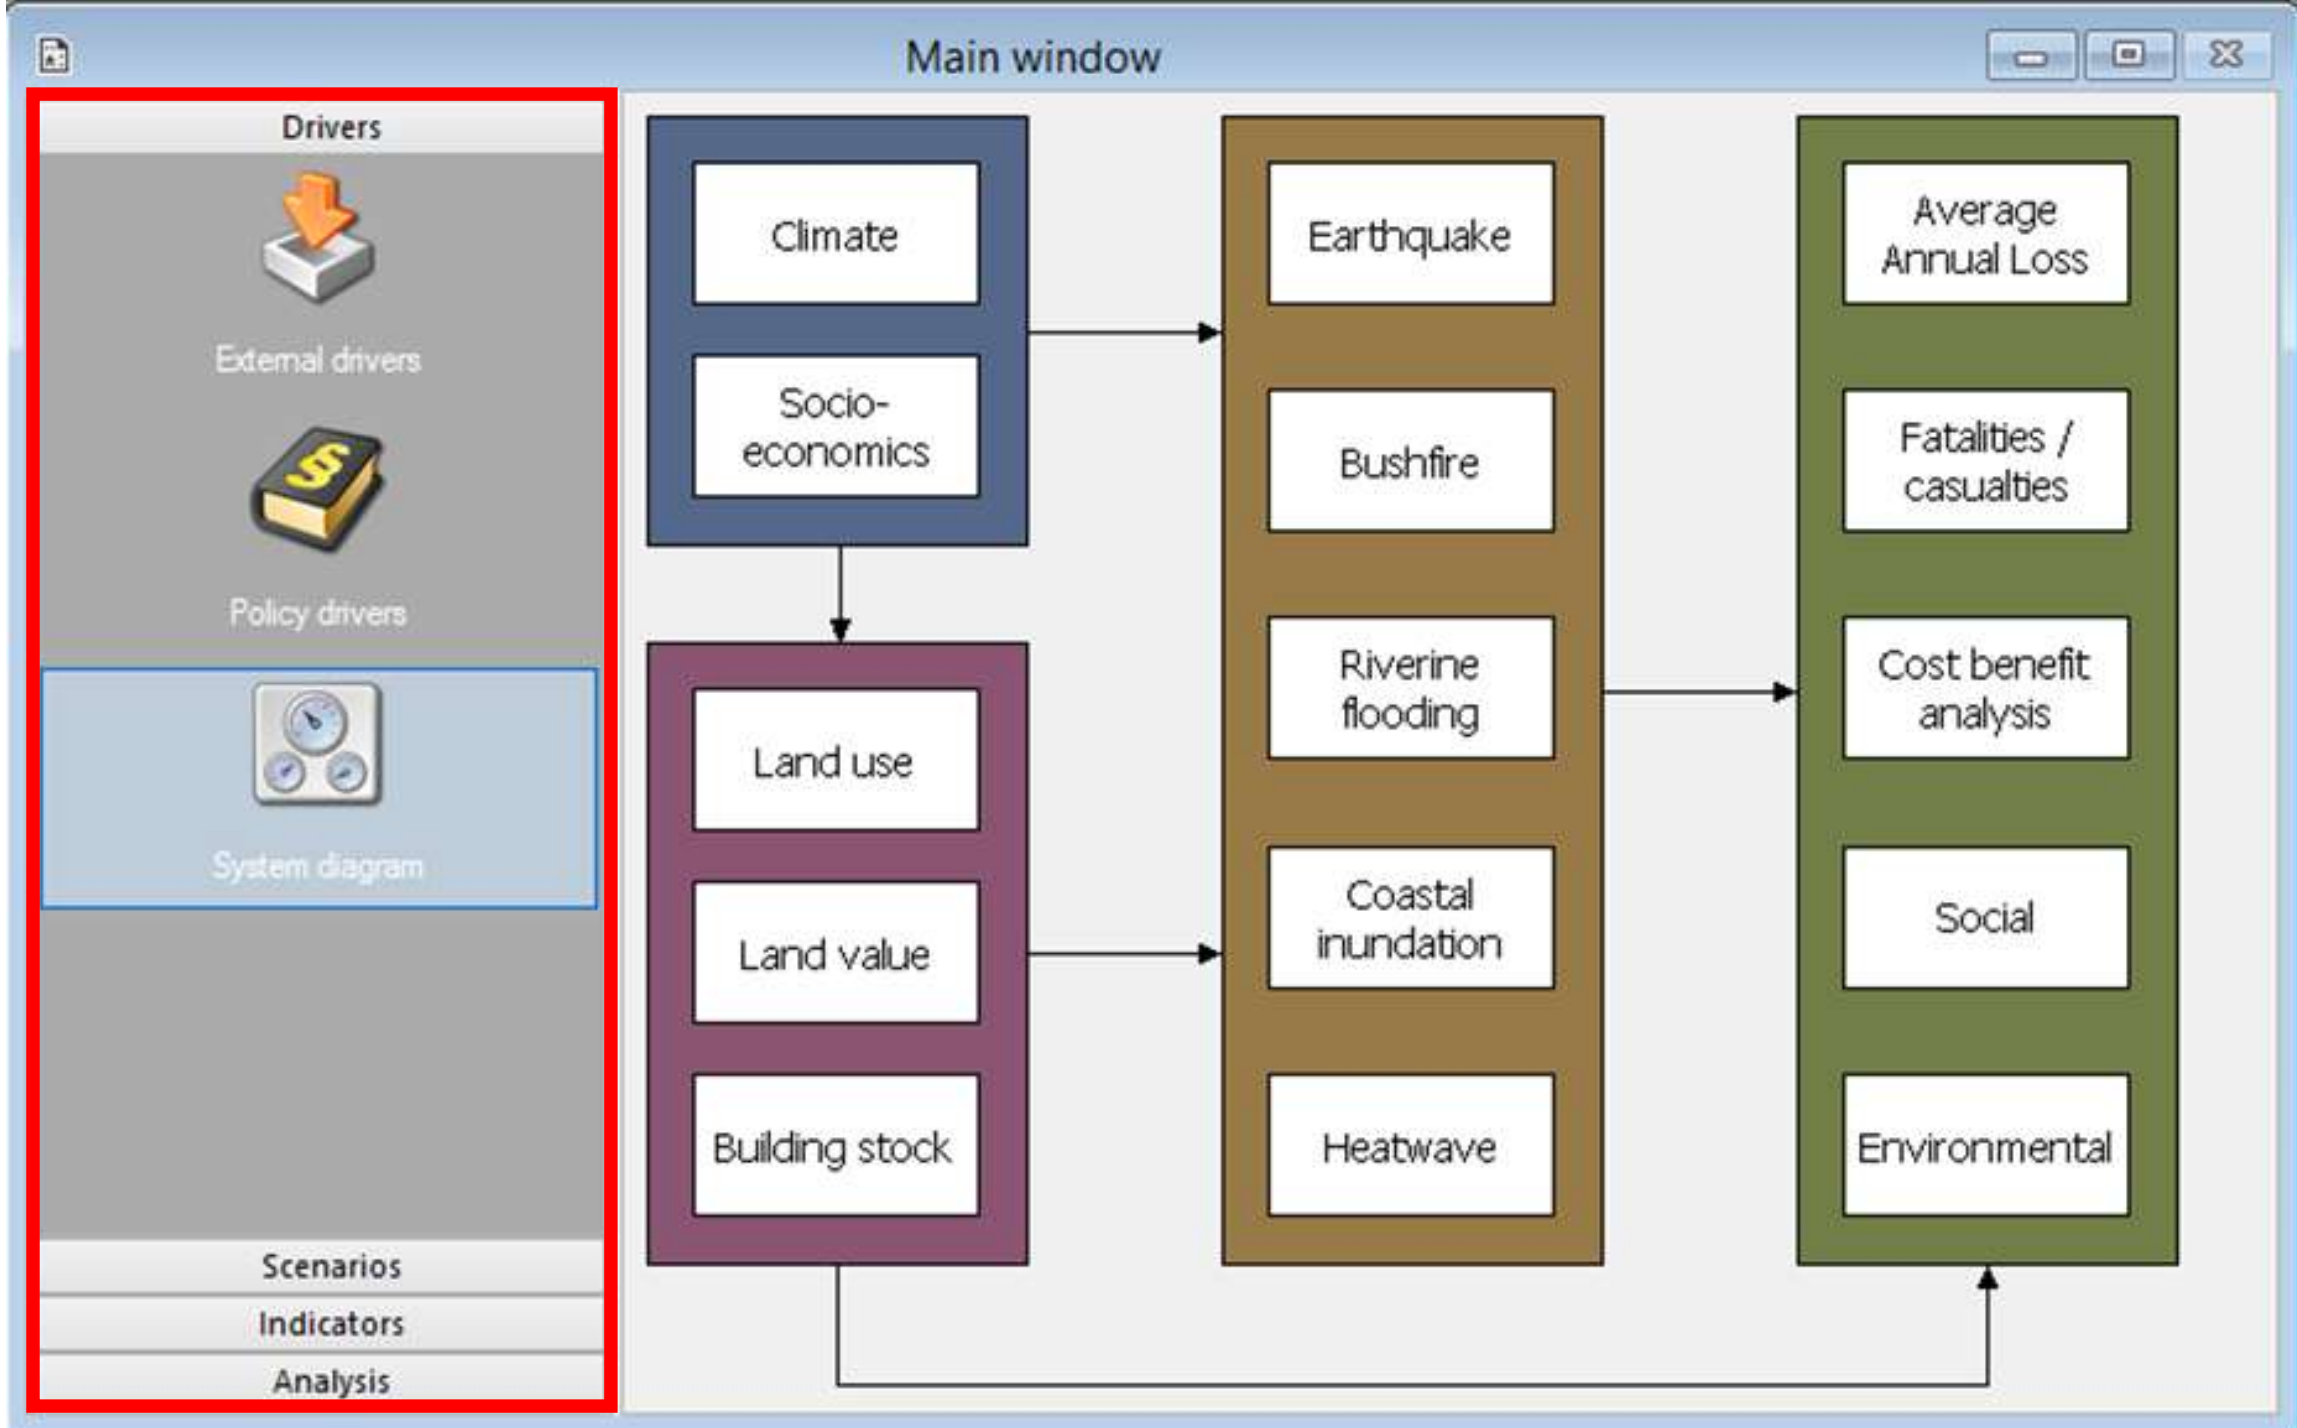 Main window
Drivers
External drivers
Policy drivers
System diagram
Scenarios
Indicators
Analysis
Climate
Socio-
economics
Land use
Land value
Building stock
Earthquake
Bushfire
Riverine
flooding
Coastal
inundation
Heatwave
Average
Annual Loss
Fatalities /
casualties
Cost benefit
analysis
Social
Environmental